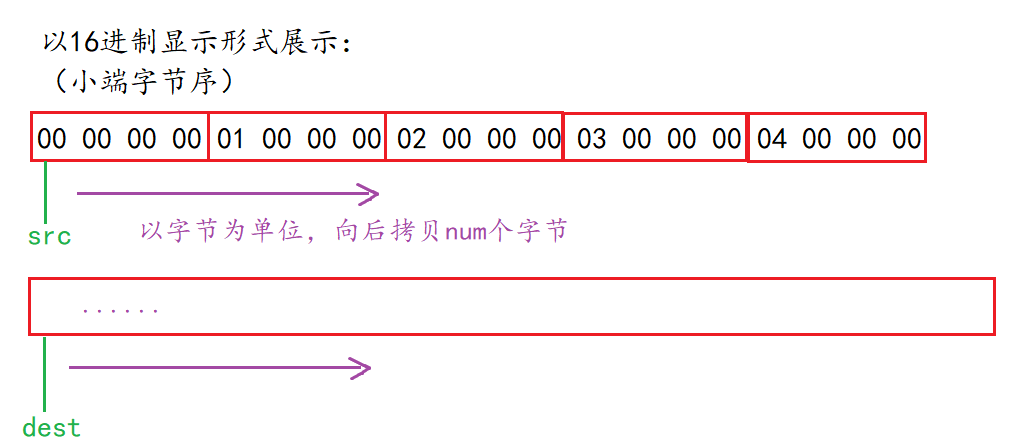 以16进制显示形式展示：
（小端字节序）
00 00 00 00 01 00 00 00 02 00 00 00 03 00 00 00 04 00 00 00
src
以字节为单位，向后拷贝num个字节
......
dest